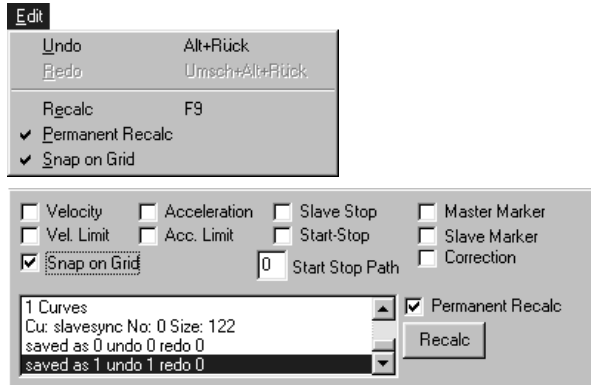 Edit
Undo Alt+Rück
Redo Umsch+Alt+Rück
Recalc F9
Permanent Recalc
Snap on Grid
Velocity Acceleration Slave Stop Master Marker
Vel. Limit Acc. Limit Start-Stop Slave Marker
Snap on Grid 0 Start Stop Path Correction
1 Curves
Cu: slavesync No: 0 Size: 122
saved as 0 undo 0 redo 0
saved as 1 undo 1 redo 0
Permanent Recalc
Recalc